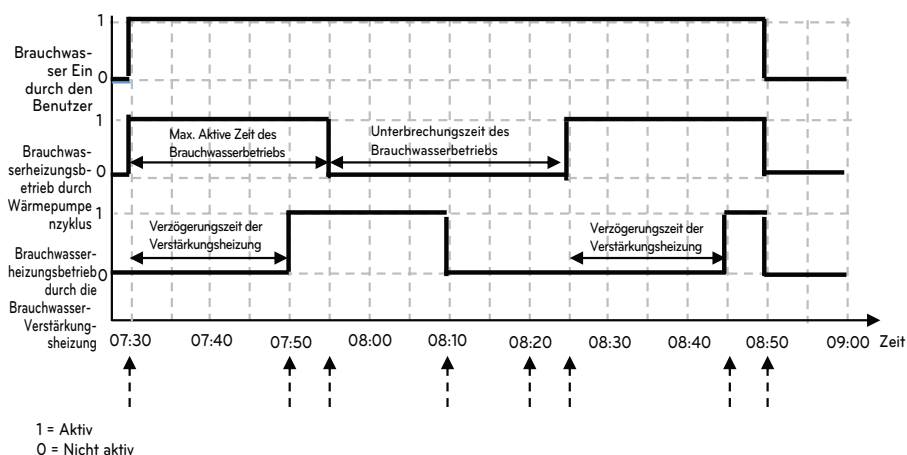 1
Brauchwas-
ser Ein
durch den
Benutzer
0
1
Brauchwas-
serheizungsb-
etrieb durch
Wärmepumpe
nzyklus
0
Max. Aktive Zeit des
Brauchwasserbetriebs
Unterbrechungszeit des
Brauchwasserbetriebs
1
Brauchwasser-
heizungsbetrieb
durch die
Brauchwasser-
Verstärkung-
sheizung
0
Verzögerungszeit der
Verstärkungsheizung
Verzögerungszeit der
Verstärkungsheizung
07:30 07:40 07:50 08:00 08:10 08:20 08:30 08:40 08:50 09:00 Zeit
1 = Aktiv
0 = Nicht aktiv